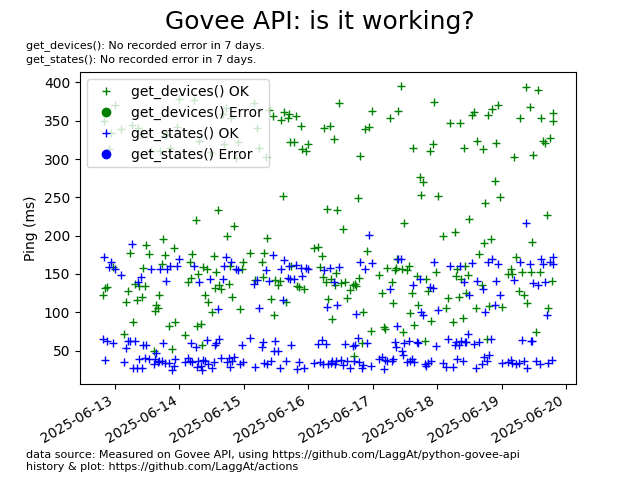 Govee API: is it working?
get_devices(): No recorded error in 7 days.
get_states(): No recorded error in 7 days.
get_devices() OK
get_devices() Error
get_states() OK
get_states() Error
Ping (ms)
400
350
300
250
200
150
100
50
2025-06-13
2025-06-14
2025-06-15
2025-06-16
2025-06-17
2025-06-18
2025-06-19
2025-06-20
data source: Measured on Govee API, using https://github.com/LaggAt/python-govee-api
history & plot: https://github.com/LaggAt/actions